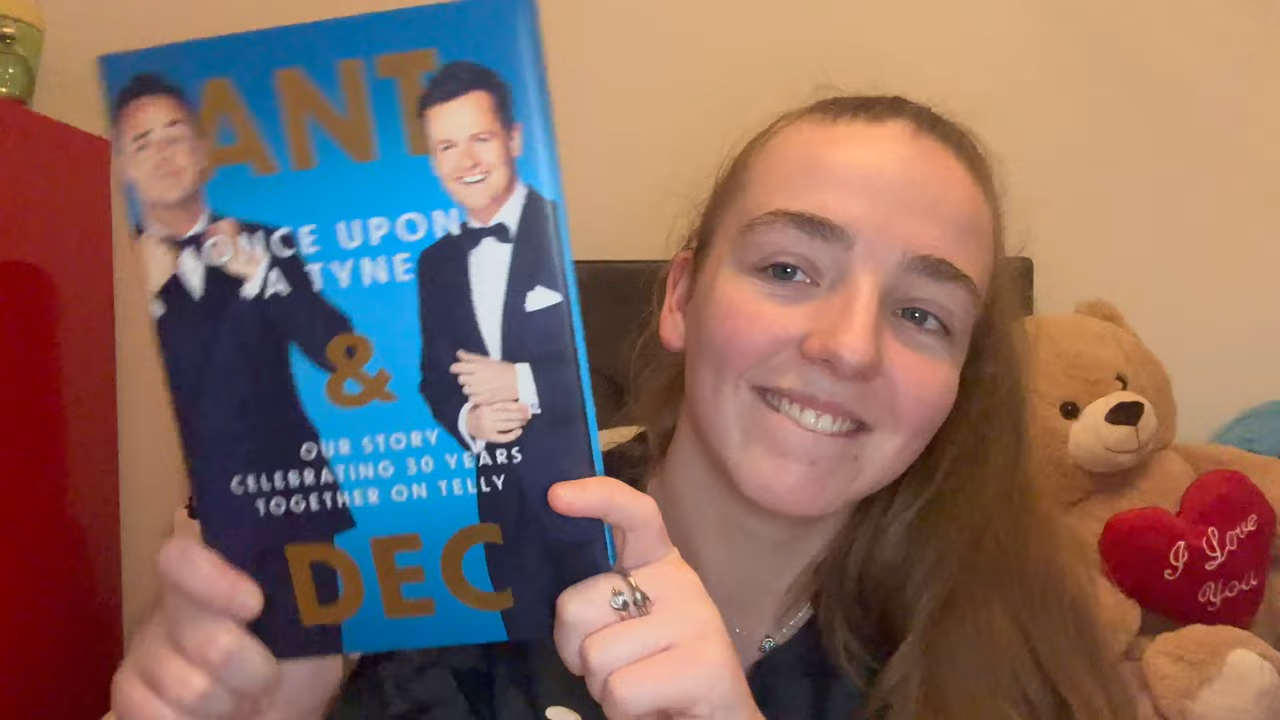 ANT
ONCE UPON
A TYNE
&
OUR STORY
CELEBRATING 30 YEARS
TOGETHER ON TELLY
DEC
I Love
You